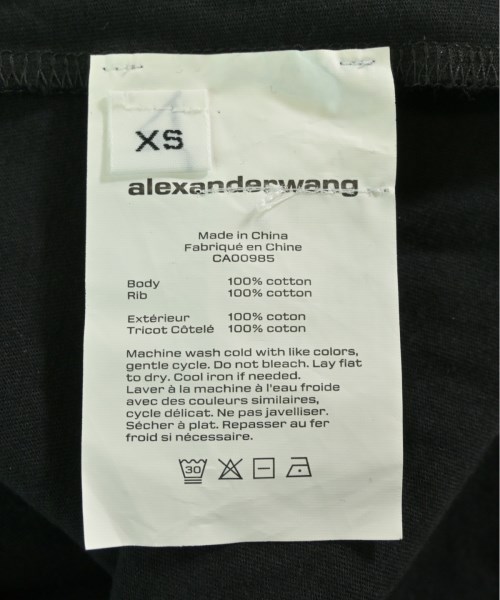 XS
alexanderwang
Made in China
Fabriqué en Chine
CA00985
Body 100% cotton
Rib 100% cotton
Extérieur 100% coton
Tricot Côtelé 100% coton
Machine wash cold with like colors,
gentle cycle. Do not bleach. Lay flat
to dry. Cool iron if needed.
Laver à la machine à l'eau froide
avec des couleurs similaires,
cycle délicat. Ne pas javelliser.
Sécher à plat. Repasser au fer
froid si nécessaire.
30